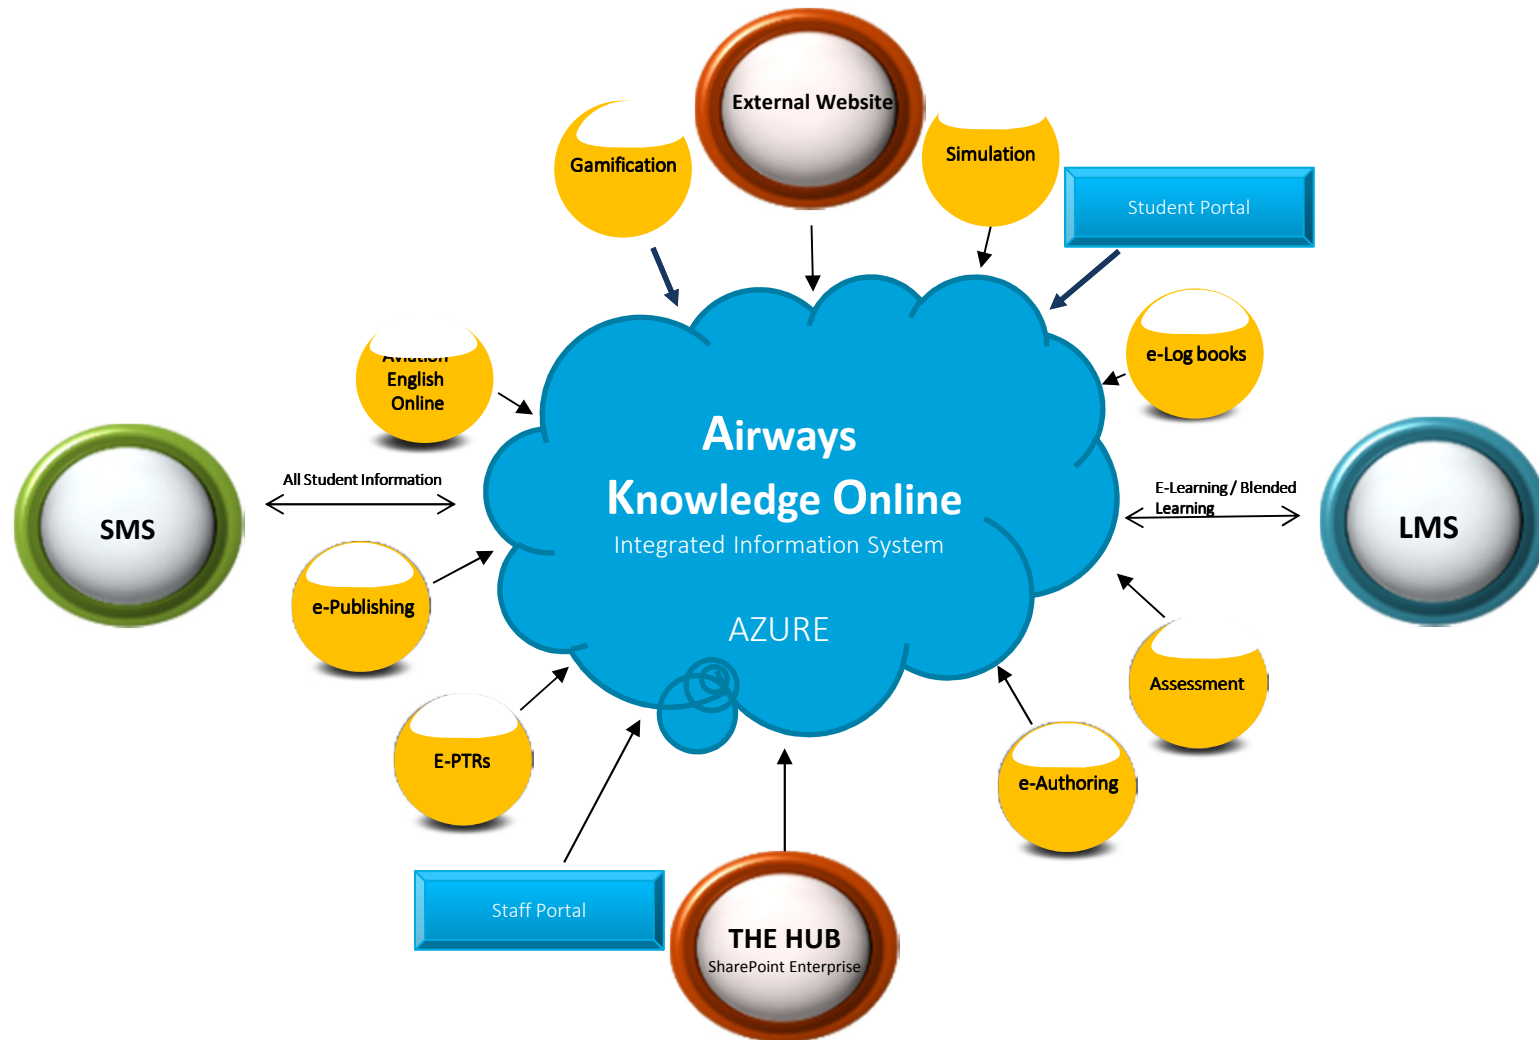 External Website
Gamification
Simulation
Student Portal
Aviation
English
Online
e-Log books
Airways
Knowledge Online
Integrated Information System
AZURE
All Student Information
SMS
E-Learning / Blended
Learning
LMS
e-Publishing
Assessment
E-PTRs
e-Authoring
Staff Portal
THE HUB
SharePoint Enterprise